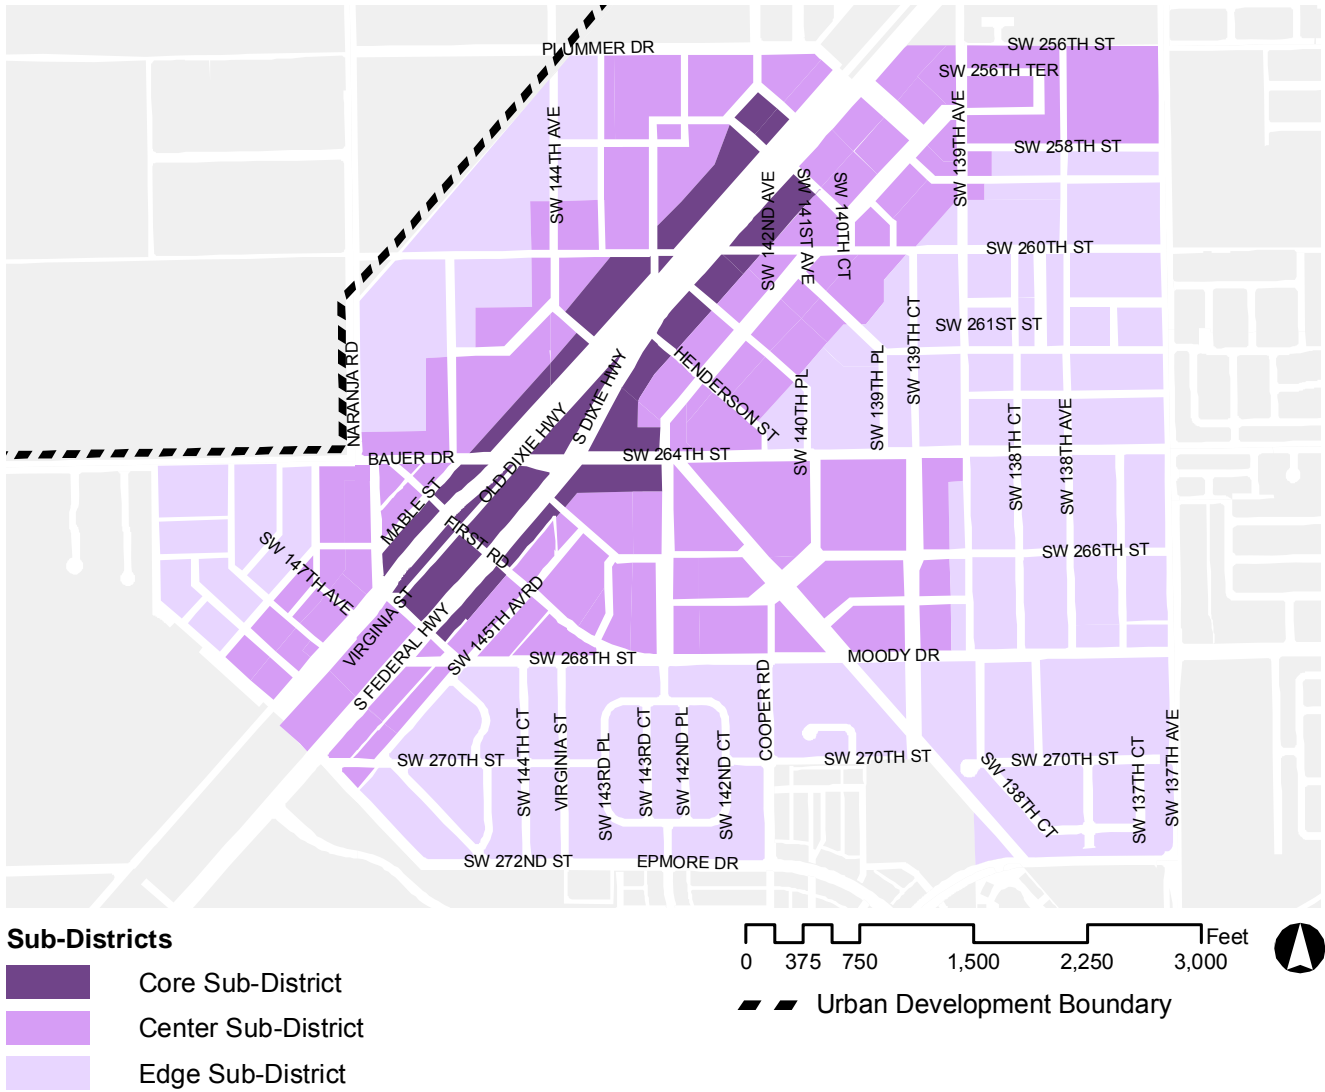 PLUMMER DR
SW 256TH ST
SW 256TH TER
SW 144TH AVE
SW 139TH AVE
SW 258TH ST
SW 142ND AVE
SW 141ST AVE
SW 140TH CT
SW 260TH ST
NARANJA RD
SW 261ST ST
SW 139TH CT
S DIXIE HWY
HENDERSON ST
SW 139TH PL
SW 140TH PL
OLD DIXIE HWY
SW 138TH CT
SW 138TH AVE
BAUER DR
SW 264TH ST
MABLE ST
FIRST RD
SW 147TH AVE
SW 266TH ST
VIRGINIA ST
S FEDERAL HWY
SW 145TH AVRD
SW 268TH ST
MOODY DR
COOPER RD
SW 144TH CT
VIRGINIA ST
SW 143RD PL
SW 143RD CT
SW 142ND PL
SW 142ND CT
SW 270TH ST
SW 270TH ST
SW 270TH ST
SW 138TH CT
SW 137TH CT
SW 137TH AVE
SW 272ND ST
EPMORE DR
Sub-Districts
Core Sub-District
Center Sub-District
Edge Sub-District
Feet
0 375 750 1,500 2,250 3,000
Urban Development Boundary